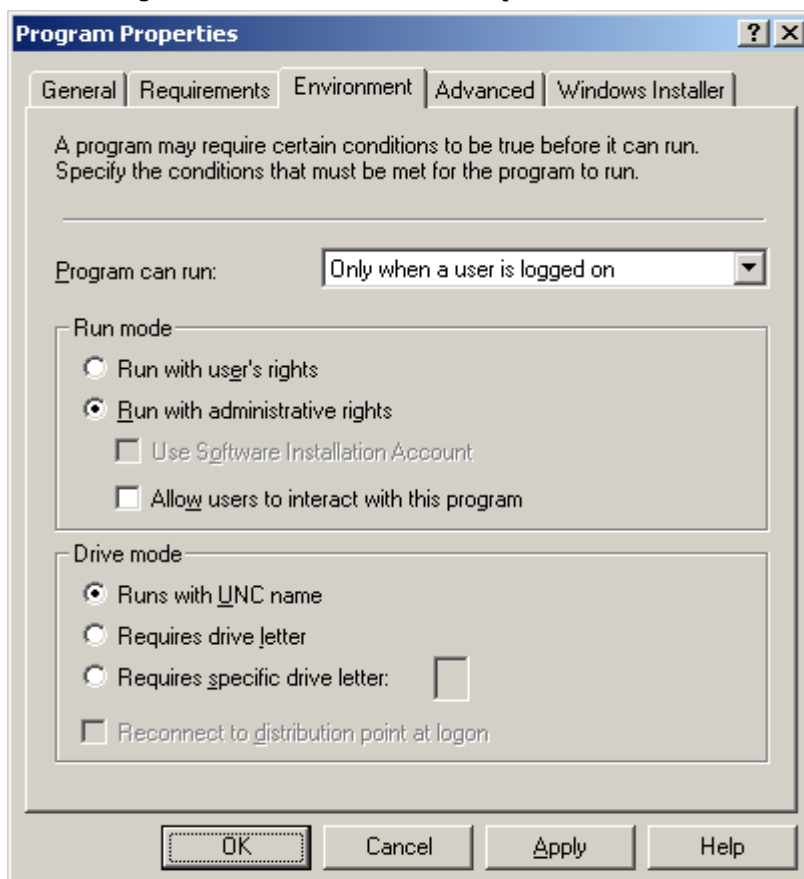 Program Properties
General Requirements Environment Advanced Windows Installer
A program may require certain conditions to be true before it can run.
Specify the conditions that must be met for the program to run.
Program can run: Only when a user is logged on
Run mode
Run with user's rights
Run with administrative rights
Use Software Installation Account
Allow users to interact with this program
Drive mode
Runs with UNC name
Requires drive letter
Requires specific drive letter:
Reconnect to distribution point at logon
OK Cancel Apply Help